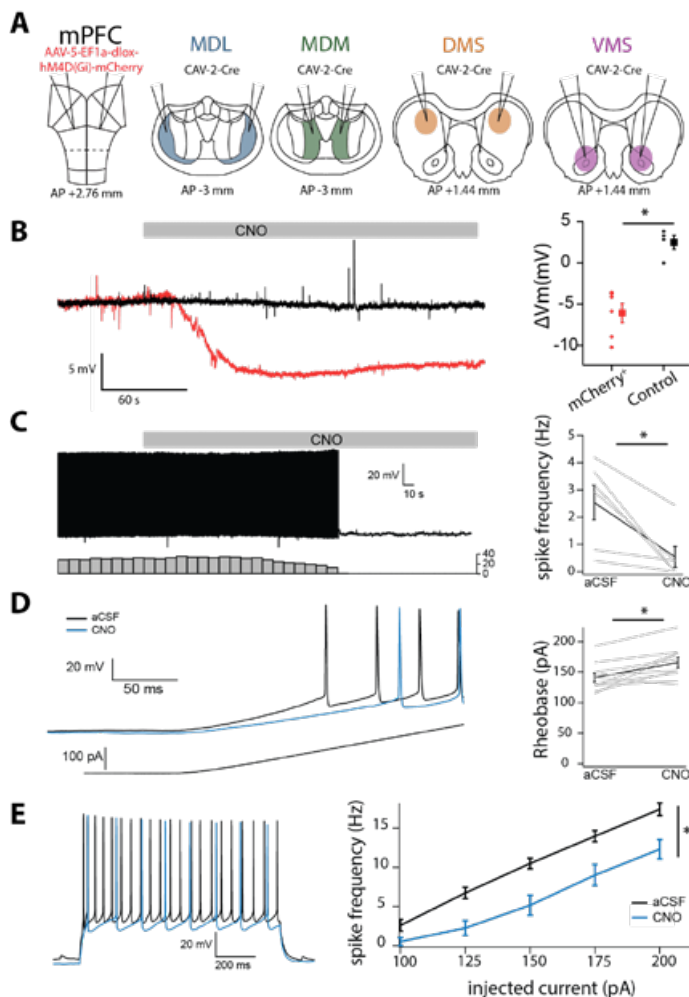 A
mPFC
AAV-5-EF1a-dlox-
hM4D(Gi)-mCherry
AP +2.76 mm
MDL
CAV-2-Cre
AP -3 mm
MDM
CAV-2-Cre
AP -3 mm
DMS
CAV-2-Cre
AP +1.44 mm
VMS
CAV-2-Cre
AP +1.44 mm
B
CNO
5 mV
60 s
*
ΔVm(mV)
5
0
-5
-10
mCherry⁺
Control
C
CNO
20 mV
10 s
40
20
0
*
spike frequency (Hz)
5
4
3
2
1
0
aCSF
CNO
D
aCSF
CNO
20 mV
50 ms
100 pA
*
Rheobase (pA)
200
150
100
50
0
aCSF
CNO
E
20 mV
200 ms
spike frequency (Hz)
15
10
5
0
*
aCSF
CNO
100
125
150
175
200
injected current (pA)